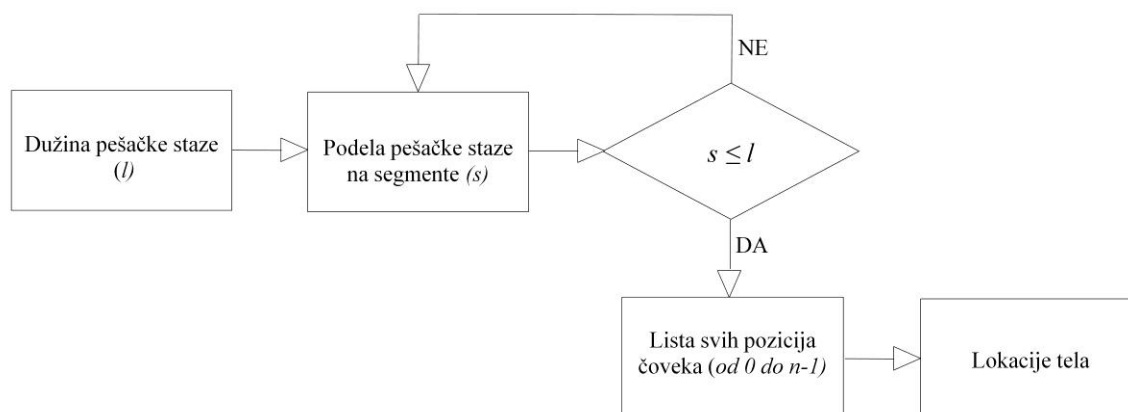 NE
Dužina pešačke staze
(l)
Podela pešačke staze
na segmente (s)
s ≤ l
DA
Lista svih pozicija
čoveka (od 0 do n-1)
Lokacije tela